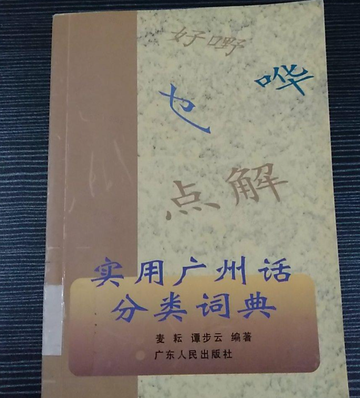 好嘢
哗
乜
点解
实用广州话
分类词典
麦耘 谭步云 编著
广东人民出版社